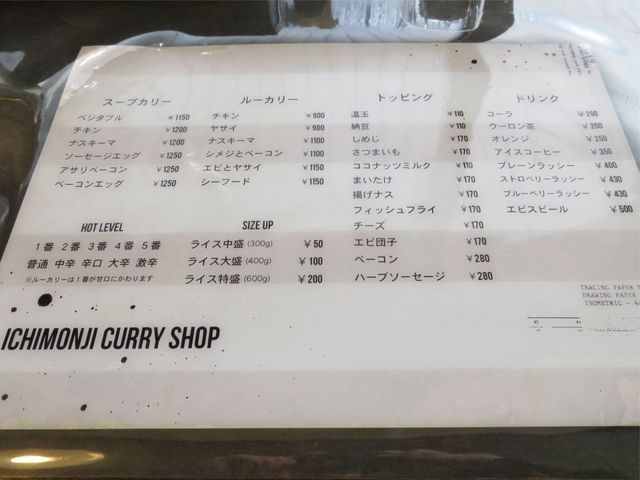 スープカリー
ベジタブル ¥1150
チキン ¥1200
ナスキーマ ¥1200
ソーセージエッグ ¥1250
アサリベーコン ¥1250
ベーコンエッグ ¥1250
ルーカリー
チキン ¥900
ヤサイ ¥900
ナスキーマ ¥1100
シメジとベーコン ¥1100
エビとヤサイ ¥1150
シーフード ¥1150
トッピング
温玉 ¥110
納豆 ¥110
しめじ ¥170
さつまいも ¥170
ココナッツミルク ¥110
まいたけ ¥170
揚げナス ¥170
フィッシュフライ ¥170
チーズ ¥170
エビ団子 ¥170
ベーコン ¥280
ハーブソーセージ ¥280
ドリンク
コーラ ¥250
ウーロン茶 ¥250
オレンジ ¥250
アイスコーヒー ¥350
プレーンラッシー ¥400
ストロベリーラッシー ¥430
ブルーベリーラッシー ¥430
エビスビール ¥500
HOT LEVEL
1番 2番 3番 4番 5番
普通 中辛 辛口 大辛 激辛
※ルーカリーは1番が甘口にかわります
SIZE UP
ライス中盛 (300g) ¥50
ライス大盛 (400g) ¥100
ライス特盛 (600g) ¥200
TRACING PAPER
DRAWING PAPER
ISOMETRIC -
ICHIMONJI CURRY SHOP